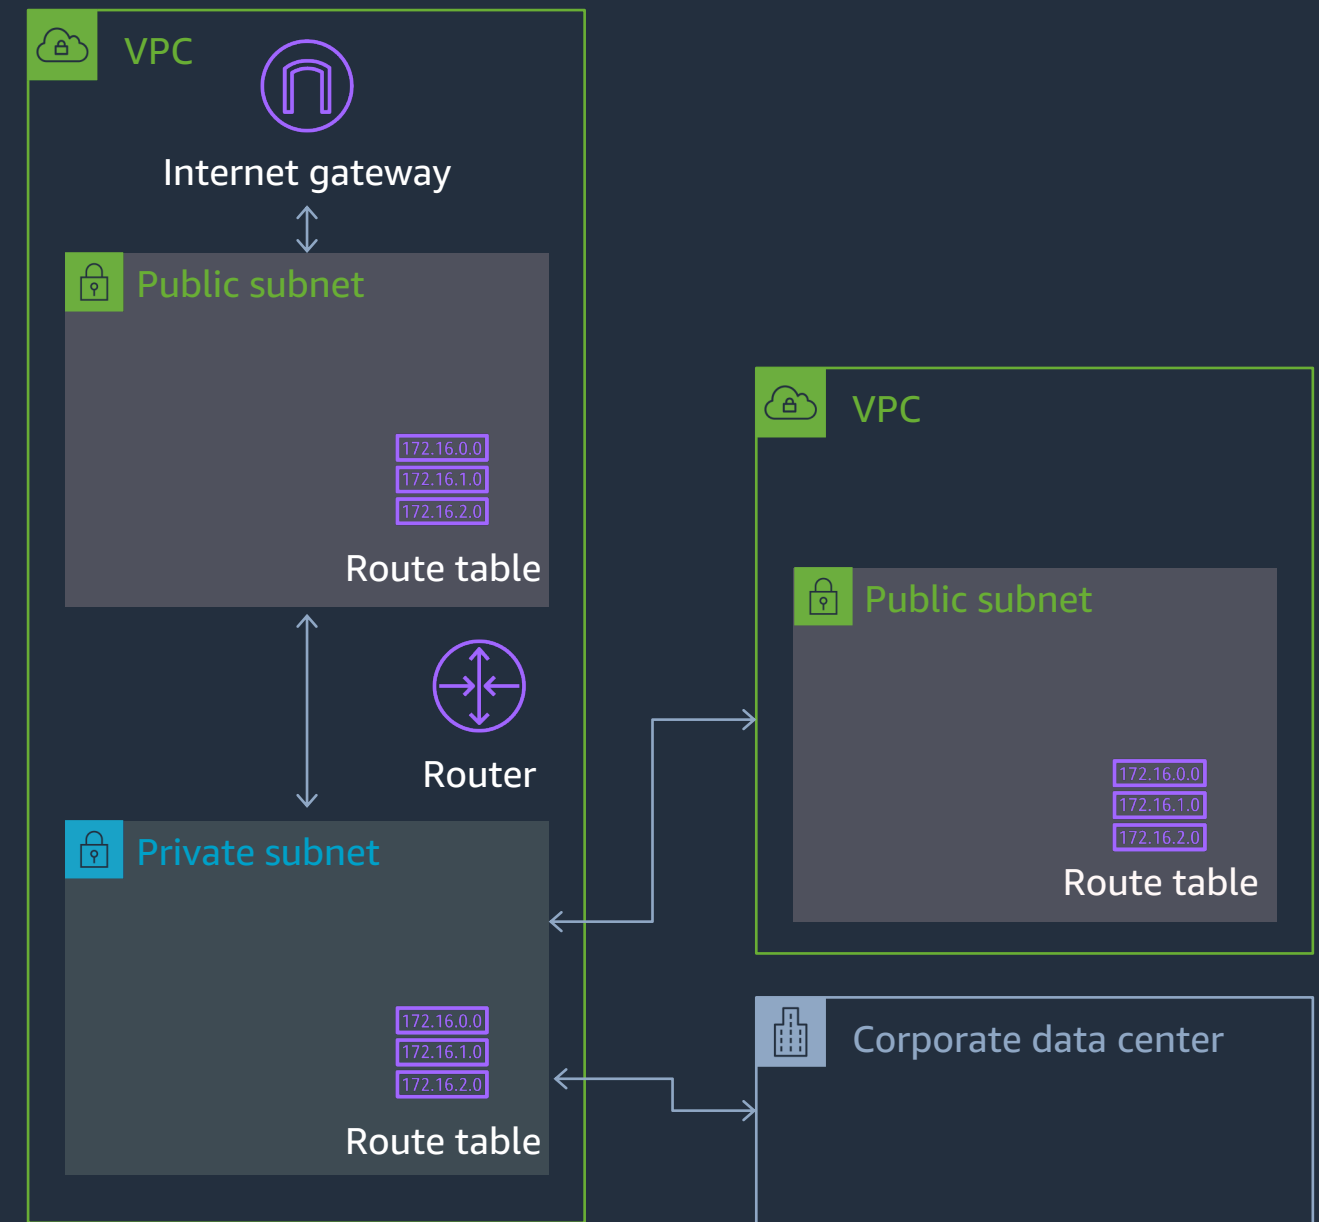 VPC
Internet gateway
Public subnet
172.16.0.0
172.16.1.0
172.16.2.0
Route table
Router
Private subnet
172.16.0.0
172.16.1.0
172.16.2.0
Route table
VPC
Public subnet
172.16.0.0
172.16.1.0
172.16.2.0
Route table
Corporate data center